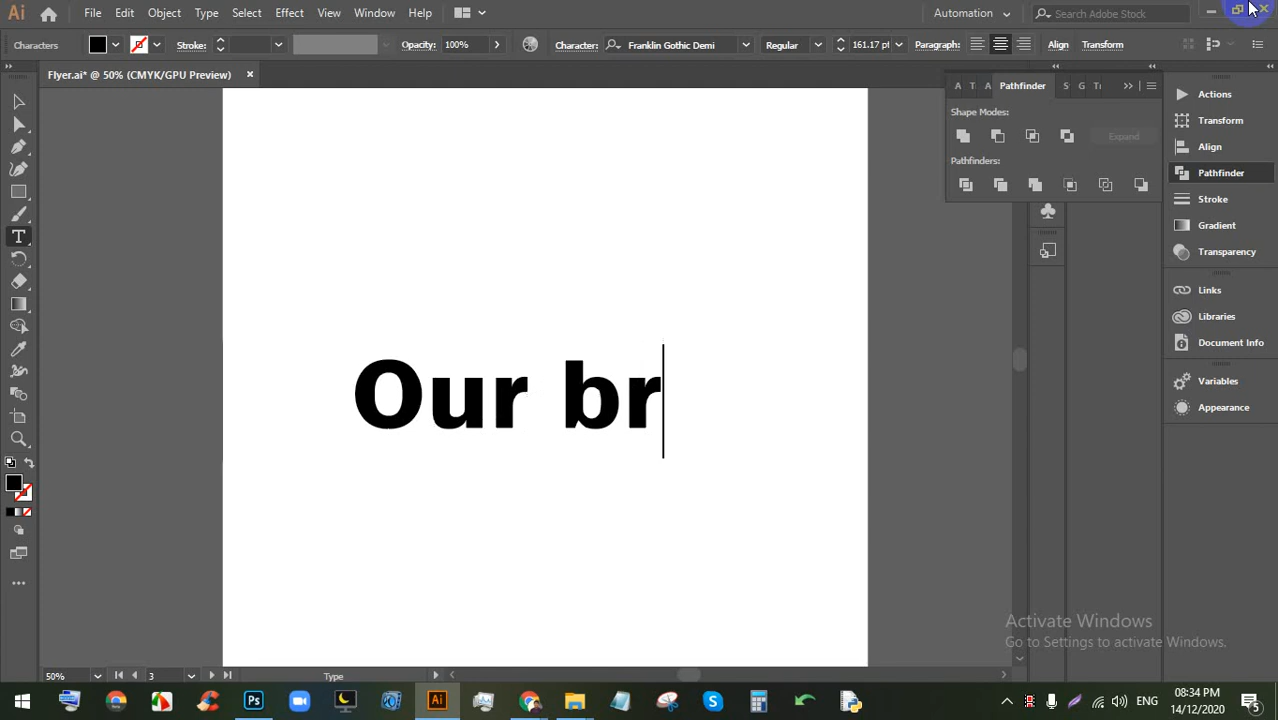 Ai File Edit Object Type Select Effect View Window Help Automation Search Adobe Stock
Characters Stroke: Opacity: 100% Character: Franklin Gothic Demi Regular 161.17 pt Paragraph: Align Transform
Flyer.ai* @ 50% (CMYK/GPU Preview)
A T A Pathfinder S G Tr
Shape Modes:
Expand
Pathfinders:
Actions
Transform
Align
Pathfinder
Stroke
Gradient
Transparency
Links
Libraries
Document Info
Variables
Appearance
Our br
Activate Windows
Go to Settings to activate Windows.
50% 3 Type
Ps Ai ENG 08:34 PM
14/12/2020